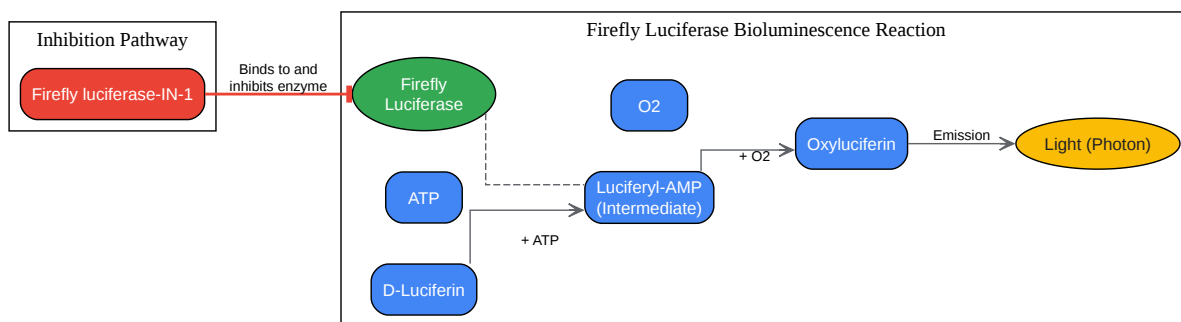 Inhibition Pathway
Firefly luciferase-IN-1
Binds to and
inhibits enzyme
Firefly Luciferase Bioluminescence Reaction
Firefly
Luciferase
O2
ATP
D-Luciferin
+ ATP
Luciferyl-AMP
(Intermediate)
+ O2
Oxyluciferin
Emission
Light (Photon)